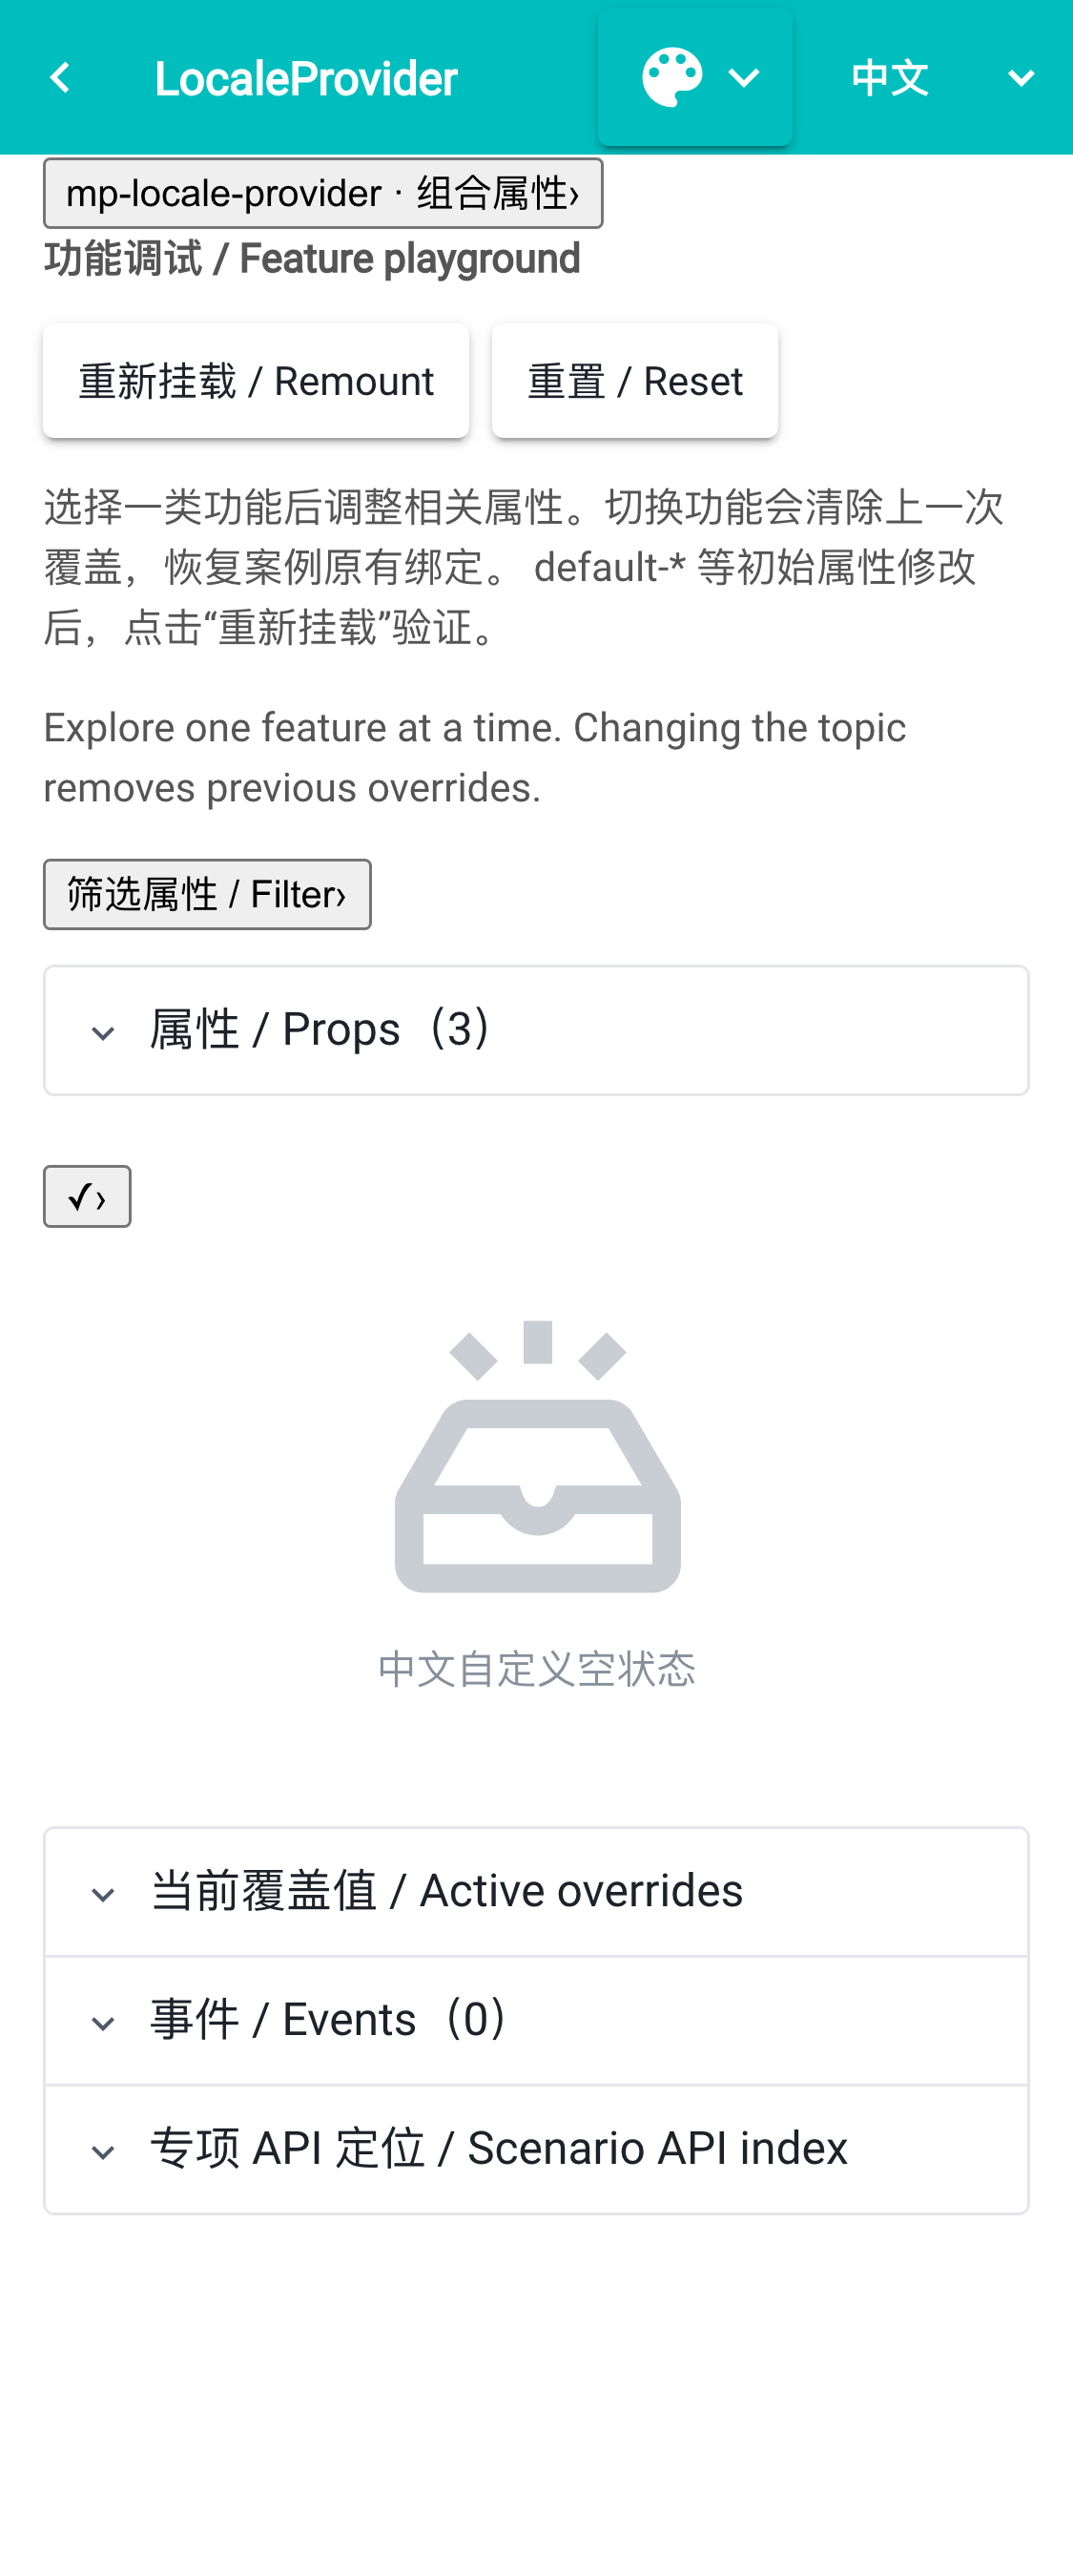 LocaleProvider
中文
mp-locale-provider · 组合属性›
功能调试 / Feature playground
重新挂载 / Remount
重置 / Reset
选择一类功能后调整相关属性。切换功能会清除上一次
覆盖，恢复案例原有绑定。 default-* 等初始属性修改
后，点击“重新挂载”验证。
Explore one feature at a time. Changing the topic
removes previous overrides.
筛选属性 / Filter›
属性 / Props（3）
✓›
中文自定义空状态
当前覆盖值 / Active overrides
事件 / Events（0）
专项 API 定位 / Scenario API index